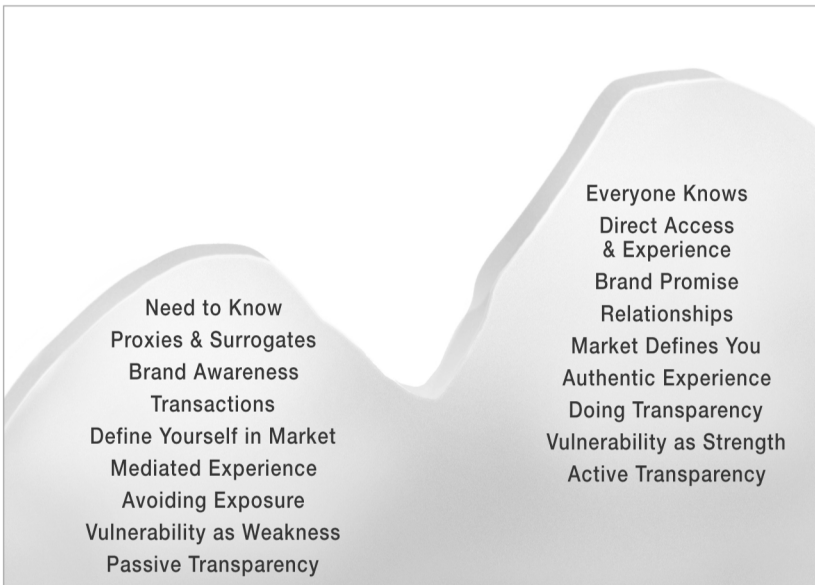 Need to Know
Proxies & Surrogates
Brand Awareness
Transactions
Define Yourself in Market
Mediated Experience
Avoiding Exposure
Vulnerability as Weakness
Passive Transparency
Everyone Knows
Direct Access
& Experience
Brand Promise
Relationships
Market Defines You
Authentic Experience
Doing Transparency
Vulnerability as Strength
Active Transparency